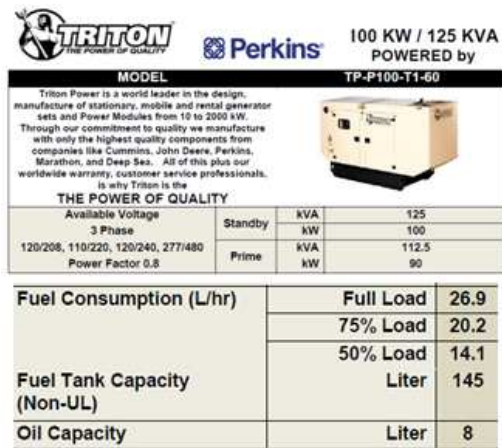 TRITON
THE POWER OF QUALITY
Perkins
100 KW / 125 KVA
POWERED by
MODEL
TP-P100-T1-60
Triton Power is a world leader in the design,
manufacture of stationary, mobile and rental generator
sets and Power Modules from 10 to 2000 kW.
Through our commitment to quality we manufacture
with only the highest quality components from
companies like Cummins, John Deere, Perkins,
Marathon, and Deep Sea. All of this plus our
worldwide warranty, customer service professionals,
is why Triton is the
THE POWER OF QUALITY
Available Voltage
3 Phase
120/208, 110/220, 120/240, 277/480
Power Factor 0.8
Standby
kVA 125
kW 100
Prime
kVA 112.5
kW 90
Fuel Consumption (L/hr) Full Load 26.9
75% Load 20.2
50% Load 14.1
Fuel Tank Capacity Liter 145
(Non-UL)
Oil Capacity Liter 8